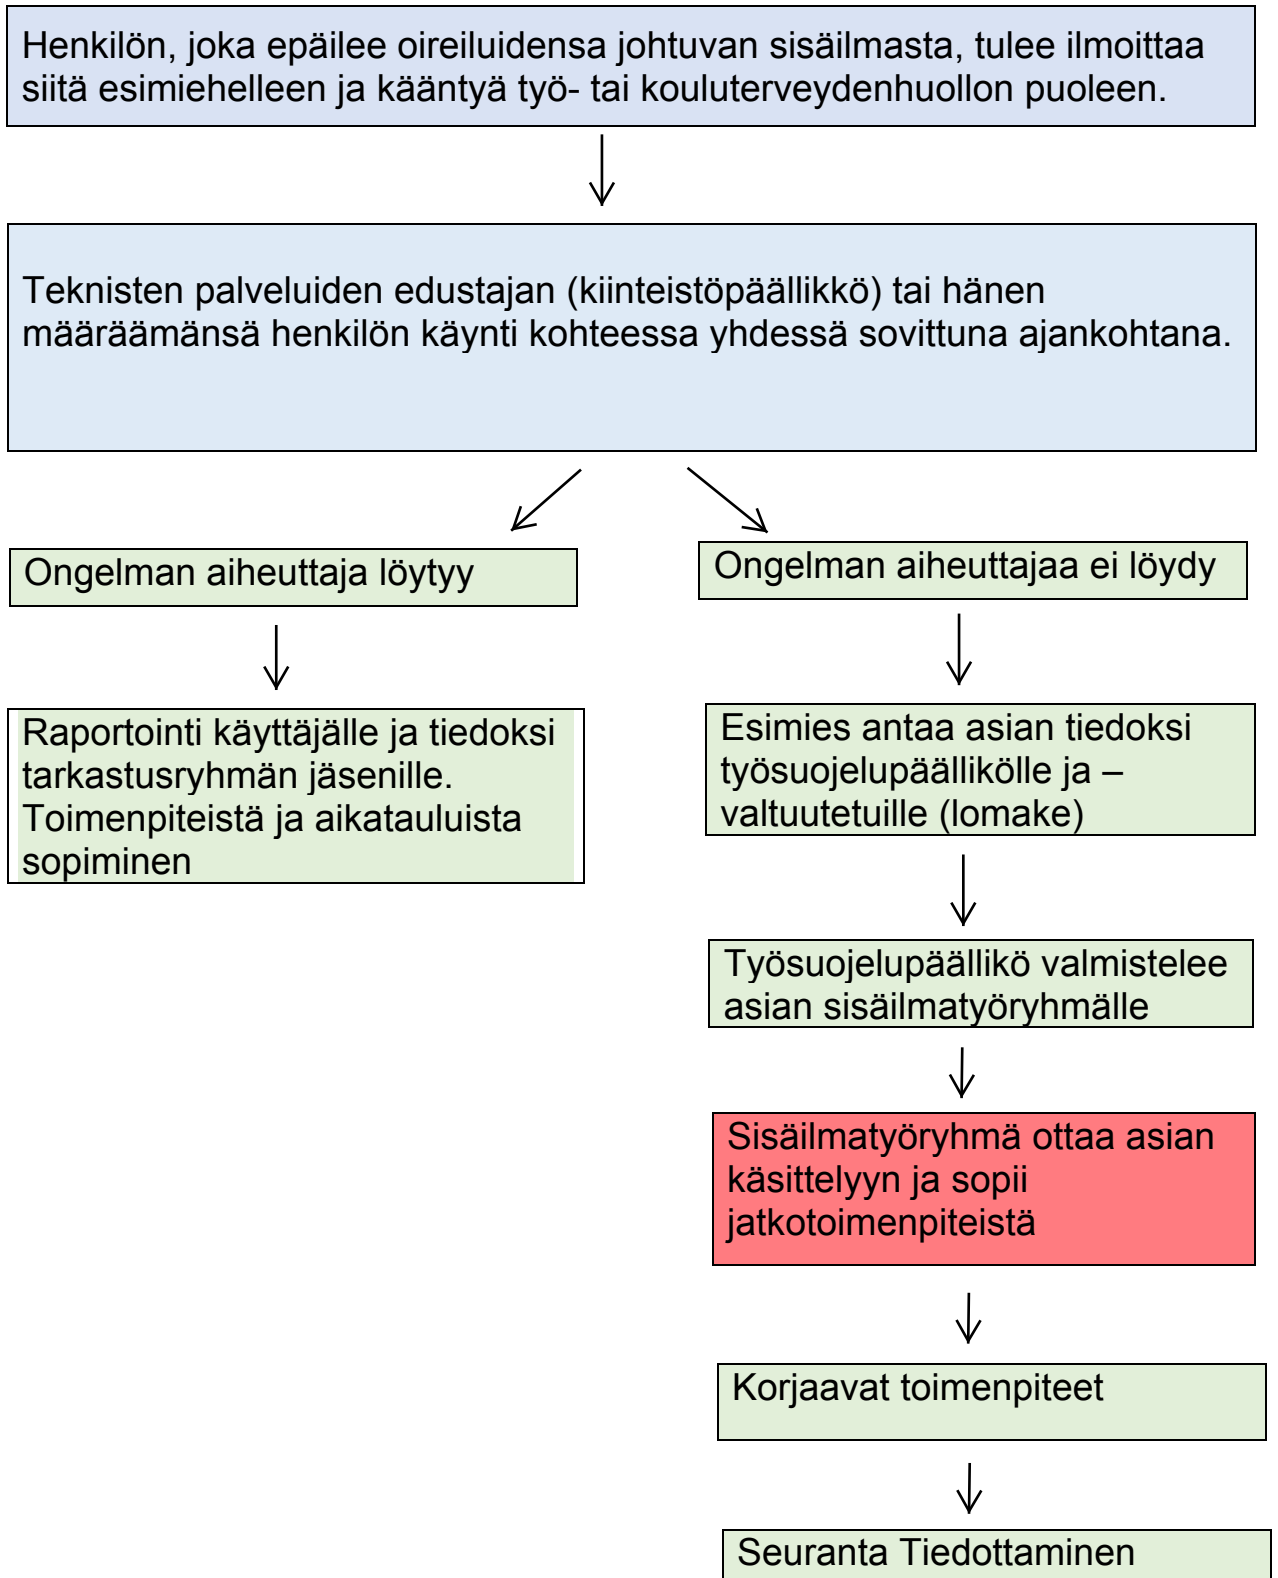 Henkilön, joka epäilee oireiluidensa johtuvan sisäilmasta, tulee ilmoittaa
siitä esimiehelleen ja kääntyä työ- tai kouluterveydenhuollon puoleen.
Teknisten palveluiden edustajan (kiinteistöpäällikkö) tai hänen
määräämänsä henkilön käynti kohteessa yhdessä sovittuna ajankohtana.
Ongelman aiheuttaja löytyy
Raportointi käyttäjälle ja tiedoksi
tarkastusryhmän jäsenille.
Toimenpiteistä ja aikatauluista
sopiminen
Ongelman aiheuttajaa ei löydy
Esimies antaa asian tiedoksi
työsuojelupäällikölle ja –
valtuutetuille (lomake)
Työsuojelupäällikö valmistelee
asian sisäilmatyöryhmälle
Sisäilmatyöryhmä ottaa asian
käsittelyyn ja sopii
jatkotoimenpiteistä
Korjaavat toimenpiteet
Seuranta Tiedottaminen